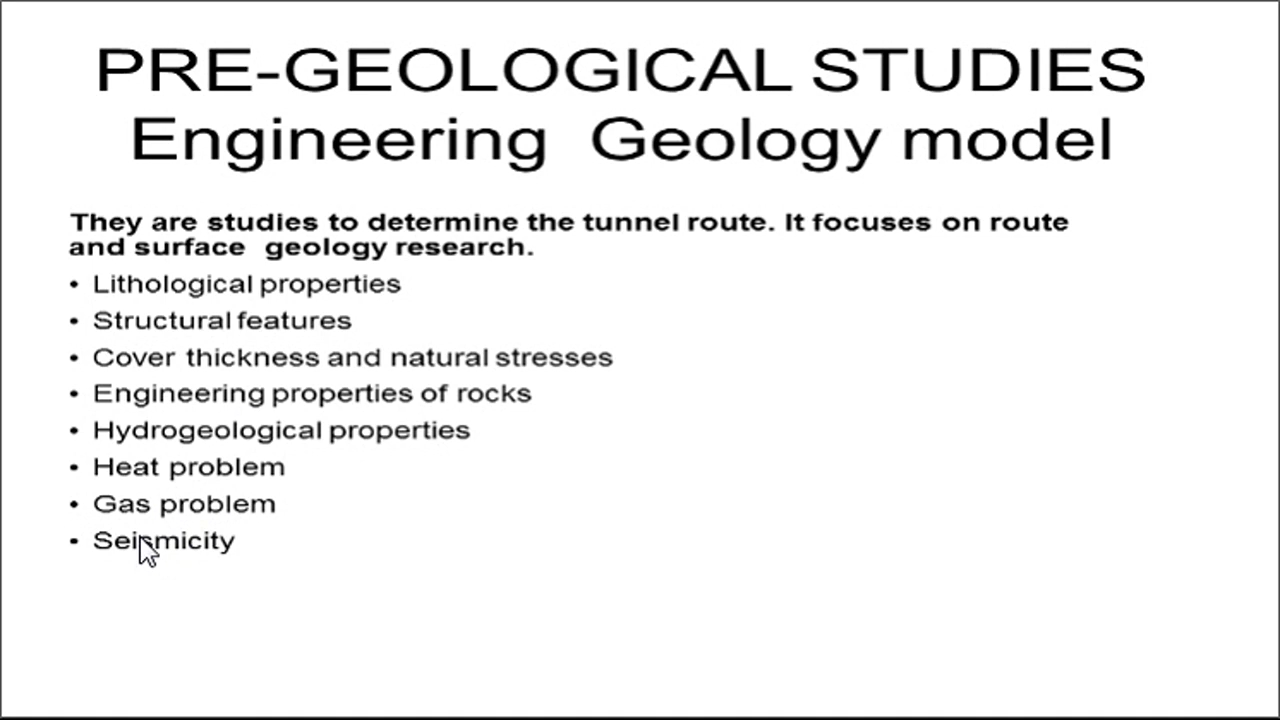 PRE-GEOLOGICAL STUDIES
Engineering Geology model
They are studies to determine the tunnel route. It focuses on route
and surface geology research.
• Lithological properties
• Structural features
• Cover thickness and natural stresses
• Engineering properties of rocks
• Hydrogeological properties
• Heat problem
• Gas problem
• Seismicity